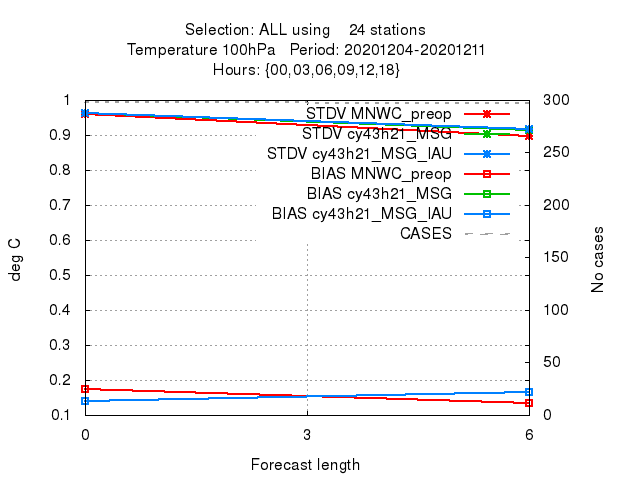 Selection: ALL using 24 stations
Temperature 100hPa Period: 20201204-20201211
Hours: {00,03,06,09,12,18}
1
0.9
0.8
0.7
0.6
0.5
0.4
0.3
0.2
0.1
deg C
STDV MNWC_preop
STDV cy43h21_MSG
STDV cy43h21_MSG_IAU
BIAS MNWC_preop
BIAS cy43h21_MSG
BIAS cy43h21_MSG_IAU
CASES
300
250
200
150
100
50
0
No cases
0 3 6
Forecast length